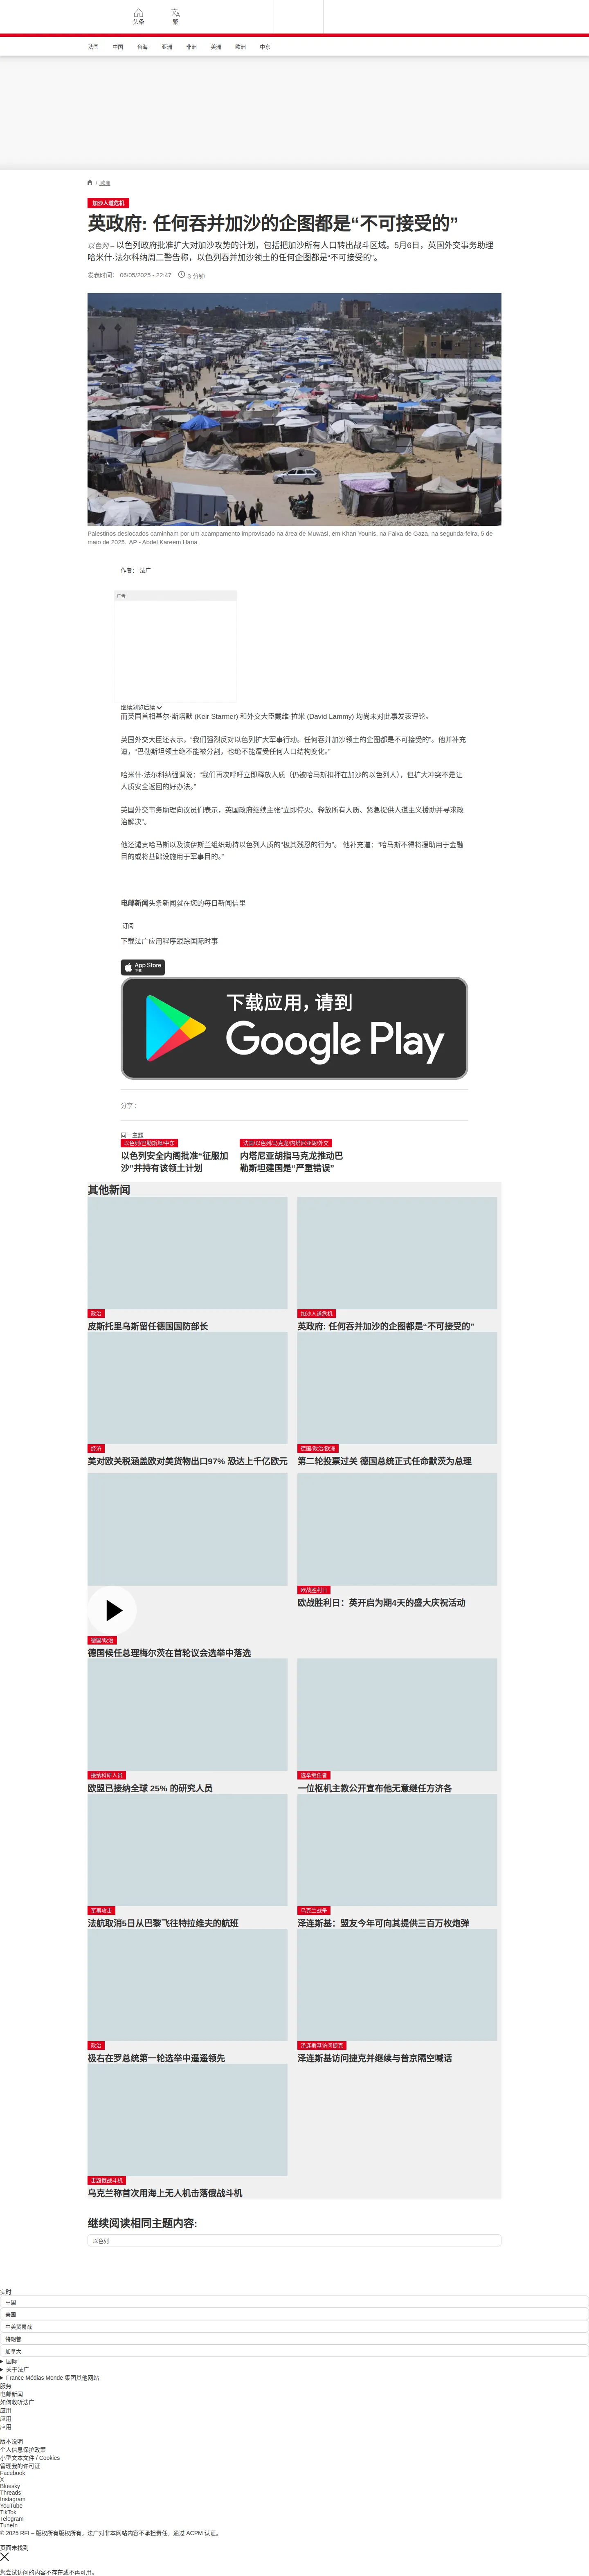 头条
繁
法国 中国 台海 亚洲 非洲 美洲 欧洲 中东
/ 欧洲
加沙人道危机
英政府: 任何吞并加沙的企图都是“不可接受的”
以色列 – 以色列政府批准扩大对加沙攻势的计划，包括把加沙所有人口转出战斗区域。5月6日，英国外交事务助理
哈米什·法尔科纳周二警告称，以色列吞并加沙领土的任何企图都是“不可接受的”。
发表时间： 06/05/2025 - 22:47 3 分钟
Palestinos deslocados caminham por um acampamento improvisado na área de Muwasi, em Khan Younis, na Faixa de Gaza, na segunda-feira, 5 de
maio de 2025. AP - Abdel Kareem Hana
作者： 法广
广告
继续浏览后续
而英国首相基尔·斯塔默 (Keir Starmer) 和外交大臣戴维·拉米 (David Lammy) 均尚未对此事发表评论。
英国外交大臣还表示，“我们强烈反对以色列扩大军事行动。任何吞并加沙领土的企图都是不可接受的”。他并补充
道，“巴勒斯坦领土绝不能被分割，也绝不能遭受任何人口结构变化。”
哈米什·法尔科纳强调说：“我们再次呼吁立即释放人质（仍被哈马斯扣押在加沙的以色列人），但扩大冲突不是让
人质安全返回的好办法。”
英国外交事务助理向议员们表示，英国政府继续主张“立即停火、释放所有人质、紧急提供人道主义援助并寻求政
治解决”。
他还谴责哈马斯以及该伊斯兰组织劫持以色列人质的“极其残忍的行为”。 他补充道：“哈马斯不得将援助用于金融
目的或将基础设施用于军事目的。”
电邮新闻头条新闻就在您的每日新闻信里
订阅
下载法广应用程序跟踪国际时事
App Store
下载
下载应用，请到
Google Play
分享 :
同一主题
以色列/巴勒斯坦/中东
以色列安全内阁批准“征服加
沙”并持有该领土计划
法国/以色列/马克龙/内塔尼亚胡/外交
内塔尼亚胡指马克龙推动巴
勒斯坦建国是“严重错误”
其他新闻
政治
皮斯托里乌斯留任德国国防部长
加沙人道危机
英政府: 任何吞并加沙的企图都是“不可接受的”
经济
美对欧关税涵盖欧对美货物出口97% 恐达上千亿欧元
德国/政治/欧洲
第二轮投票过关 德国总统正式任命默茨为总理
德国/政治
德国候任总理梅尔茨在首轮议会选举中落选
欧战胜利日
欧战胜利日：英开启为期4天的盛大庆祝活动
接纳科研人员
欧盟已接纳全球 25% 的研究人员
选举继任者
一位枢机主教公开宣布他无意继任方济各
军事攻击
法航取消5日从巴黎飞往特拉维夫的航班
乌克兰战争
泽连斯基：盟友今年可向其提供三百万枚炮弹
政治
极右在罗总统第一轮选举中遥遥领先
泽连斯基访问捷克
泽连斯基访问捷克并继续与普京隔空喊话
击毁俄战斗机
乌克兰称首次用海上无人机击落俄战斗机
继续阅读相同主题内容:
以色列
实时
中国
美国
中美贸易战
特朗普
加拿大
国际
关于法广
France Médias Monde 集团其他网站
服务
电邮新闻
如何收听法广
应用
应用
应用
版本说明
个人信息保护政策
小型文本文件 / Cookies
管理我的许可证
Facebook
X
Bluesky
Threads
Instagram
YouTube
TikTok
Telegram
TuneIn
© 2025 RFI – 版权所有版权所有。法广对非本网站内容不承担责任。通过 ACPM 认证。
页面未找到
您尝试访问的内容不存在或不再可用。